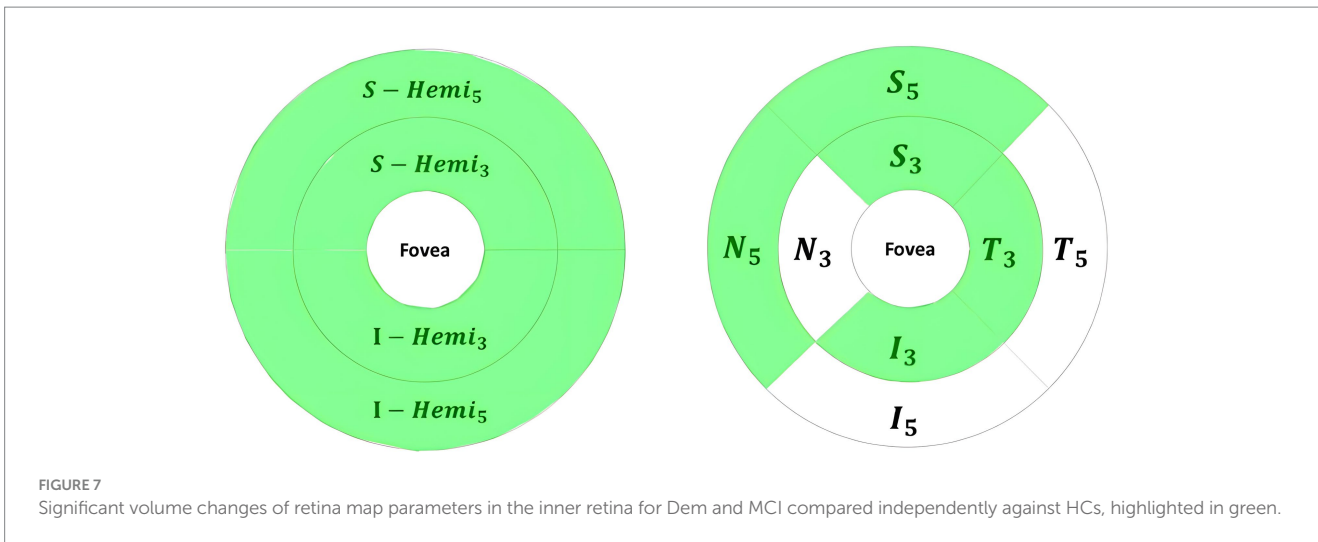 S – Hemi₅
S – Hemi₃
Fovea
I – Hemi₃
I – Hemi₅
S₅
S₃
N₅ N₃ Fovea T₃ T₅
I₃
I₅
FIGURE 7
Significant volume changes of retina map parameters in the inner retina for Dem and MCI compared independently against HCs, highlighted in green.